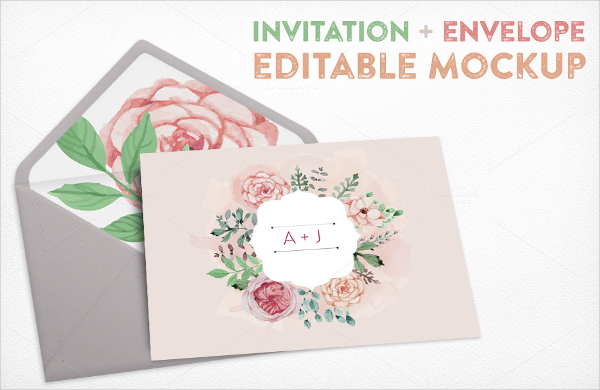 INVITATION + ENVELOPE
EDITABLE MOCKUP
A + J